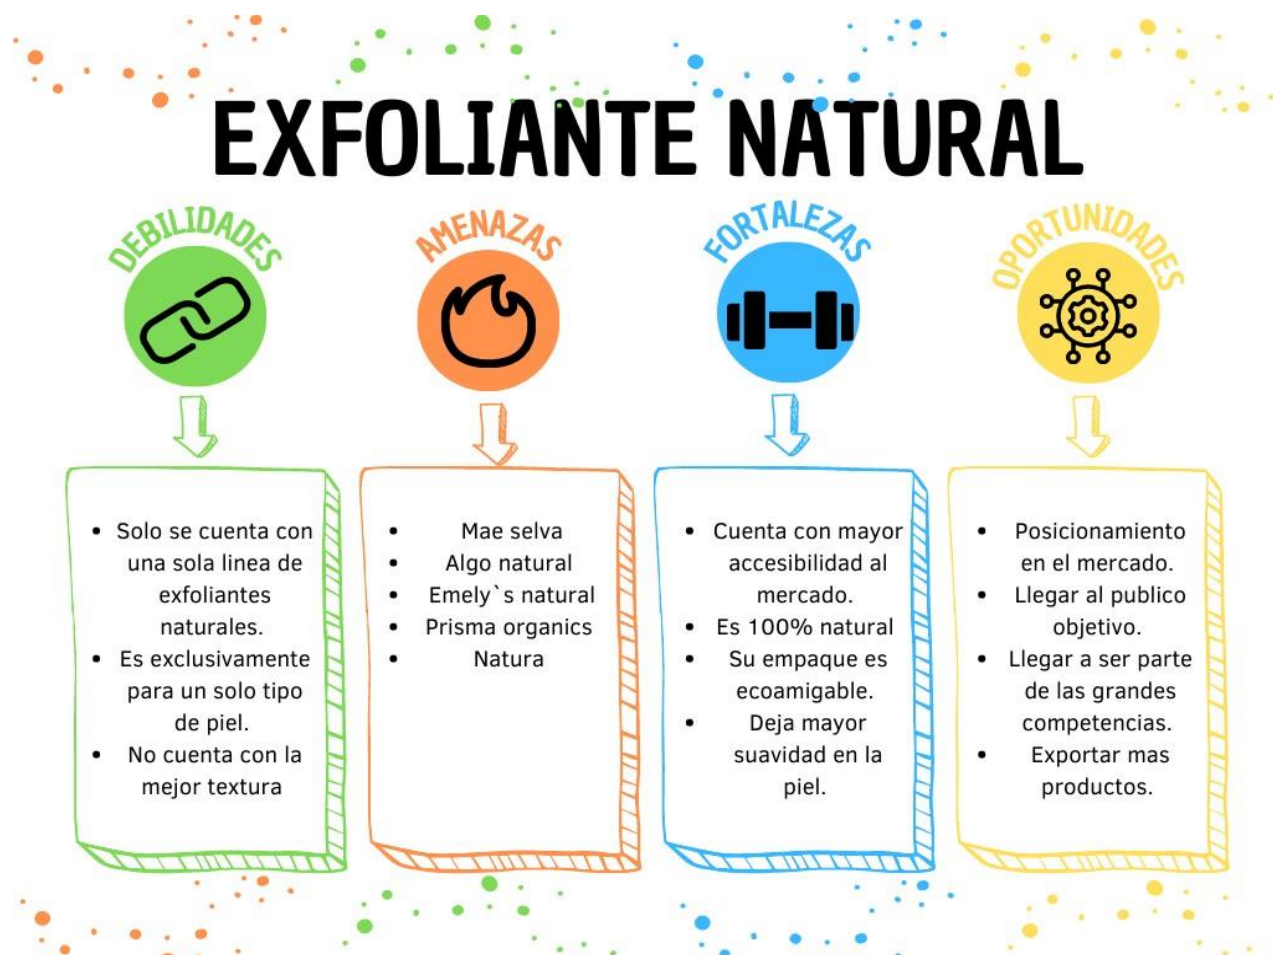 EXFOLIANTE NATURAL
DEBILIDADES
• Solo se cuenta con
una sola linea de
exfoliantes
naturales.
• Es exclusivamente
para un solo tipo
de piel.
• No cuenta con la
mejor textura
AMENAZAS
• Mae selva
• Algo natural
• Emely`s natural
• Prisma organics
• Natura
FORTALEZAS
• Cuenta con mayor
accesibilidad al
mercado.
• Es 100% natural
• Su empaque es
ecoamigable.
• Deja mayor
suavidad en la
piel.
OPORTUNIDADES
• Posicionamiento
en el mercado.
• Llegar al publico
objetivo.
• Llegar a ser parte
de las grandes
competencias.
• Exportar mas
productos.